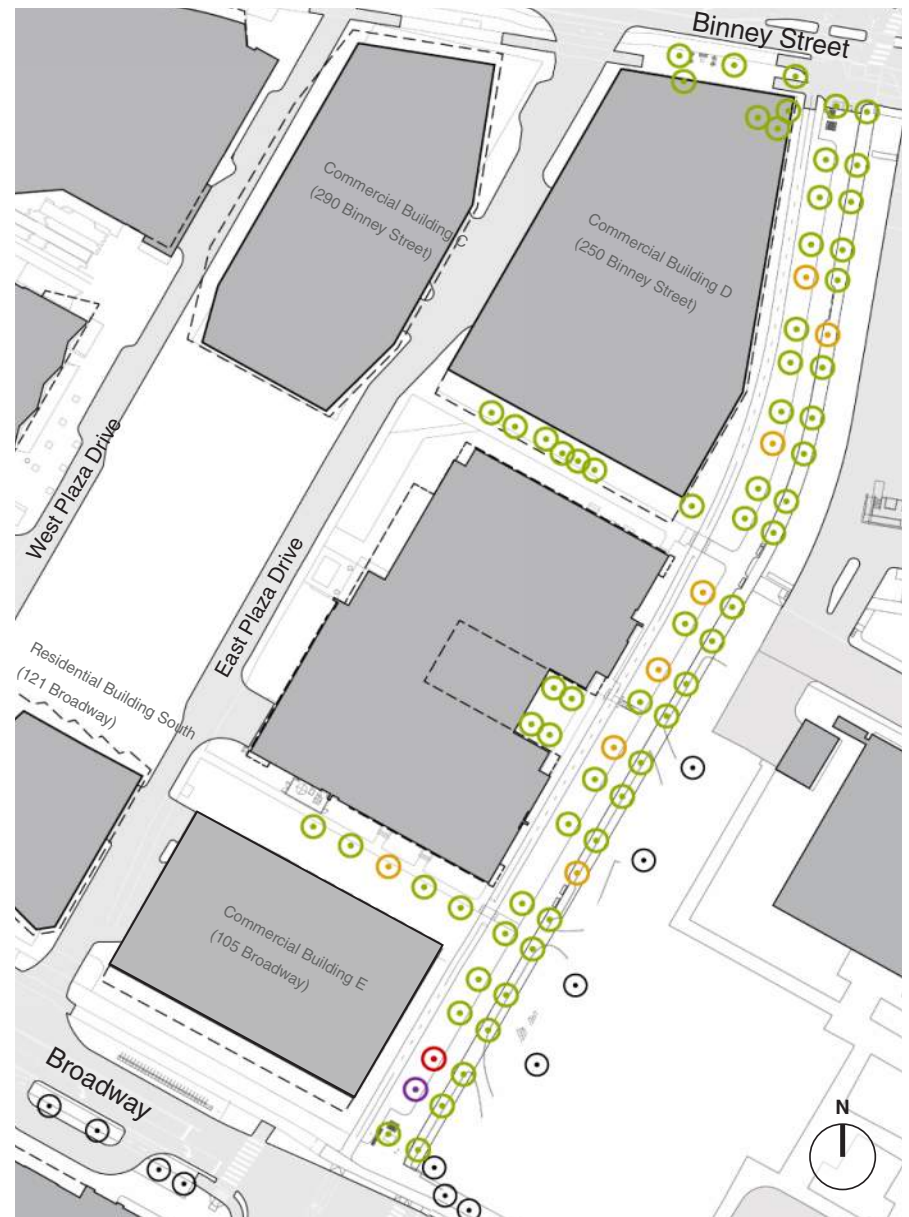 Binney Street
Commercial Building C
(290 Binney Street)
Commercial Building D
(250 Binney Street)
West Plaza Drive
East Plaza Drive
Residential Building South
(121 Broadway)
Commercial Building E
(105 Broadway)
Broadway
N